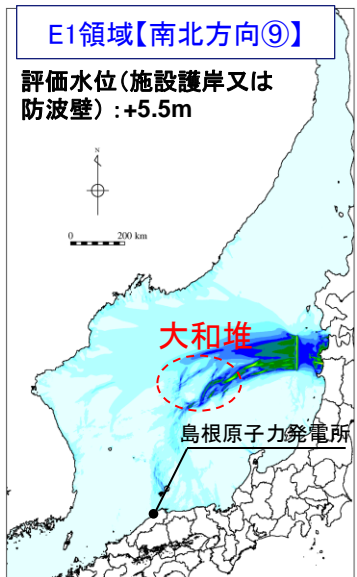 E1領域【南北方向⑨】
評価水位（施設護岸又は
防波壁）：+5.5m
N
0 200 km
大和堆
島根原子力発電所